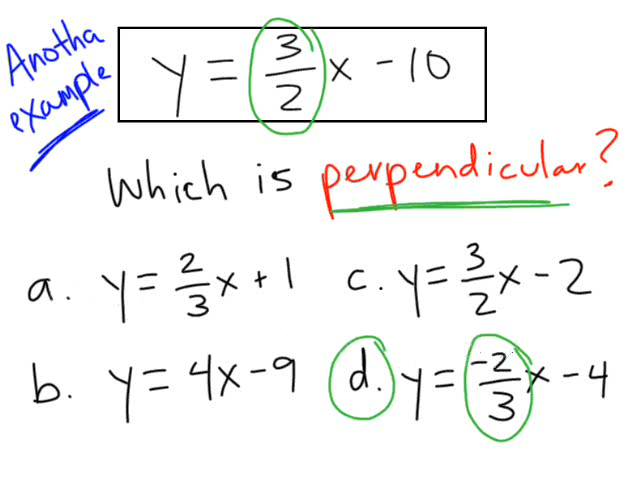 Anotha
example
y = 3/2 x - 10
Which is perpendicular?
a. y = 2/3 x + 1
c. y = 3/2 x - 2
b. y = 4x - 9
d. y = -2/3 x - 4